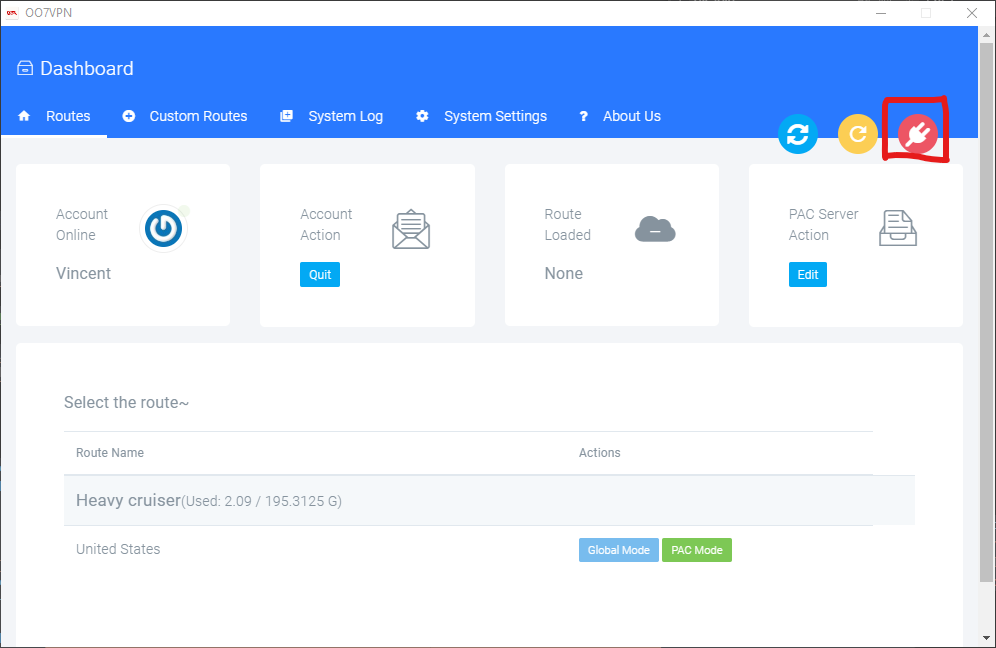 OO7VPN
Dashboard
Routes
Custom Routes
System Log
System Settings
? About Us
Account
Online
Vincent
Account
Action
Quit
Route
Loaded
None
PAC Server
Action
Edit
Select the route~
Route Name
Actions
Heavy cruiser(Used: 2.09 / 195.3125 G)
United States
Global Mode
PAC Mode